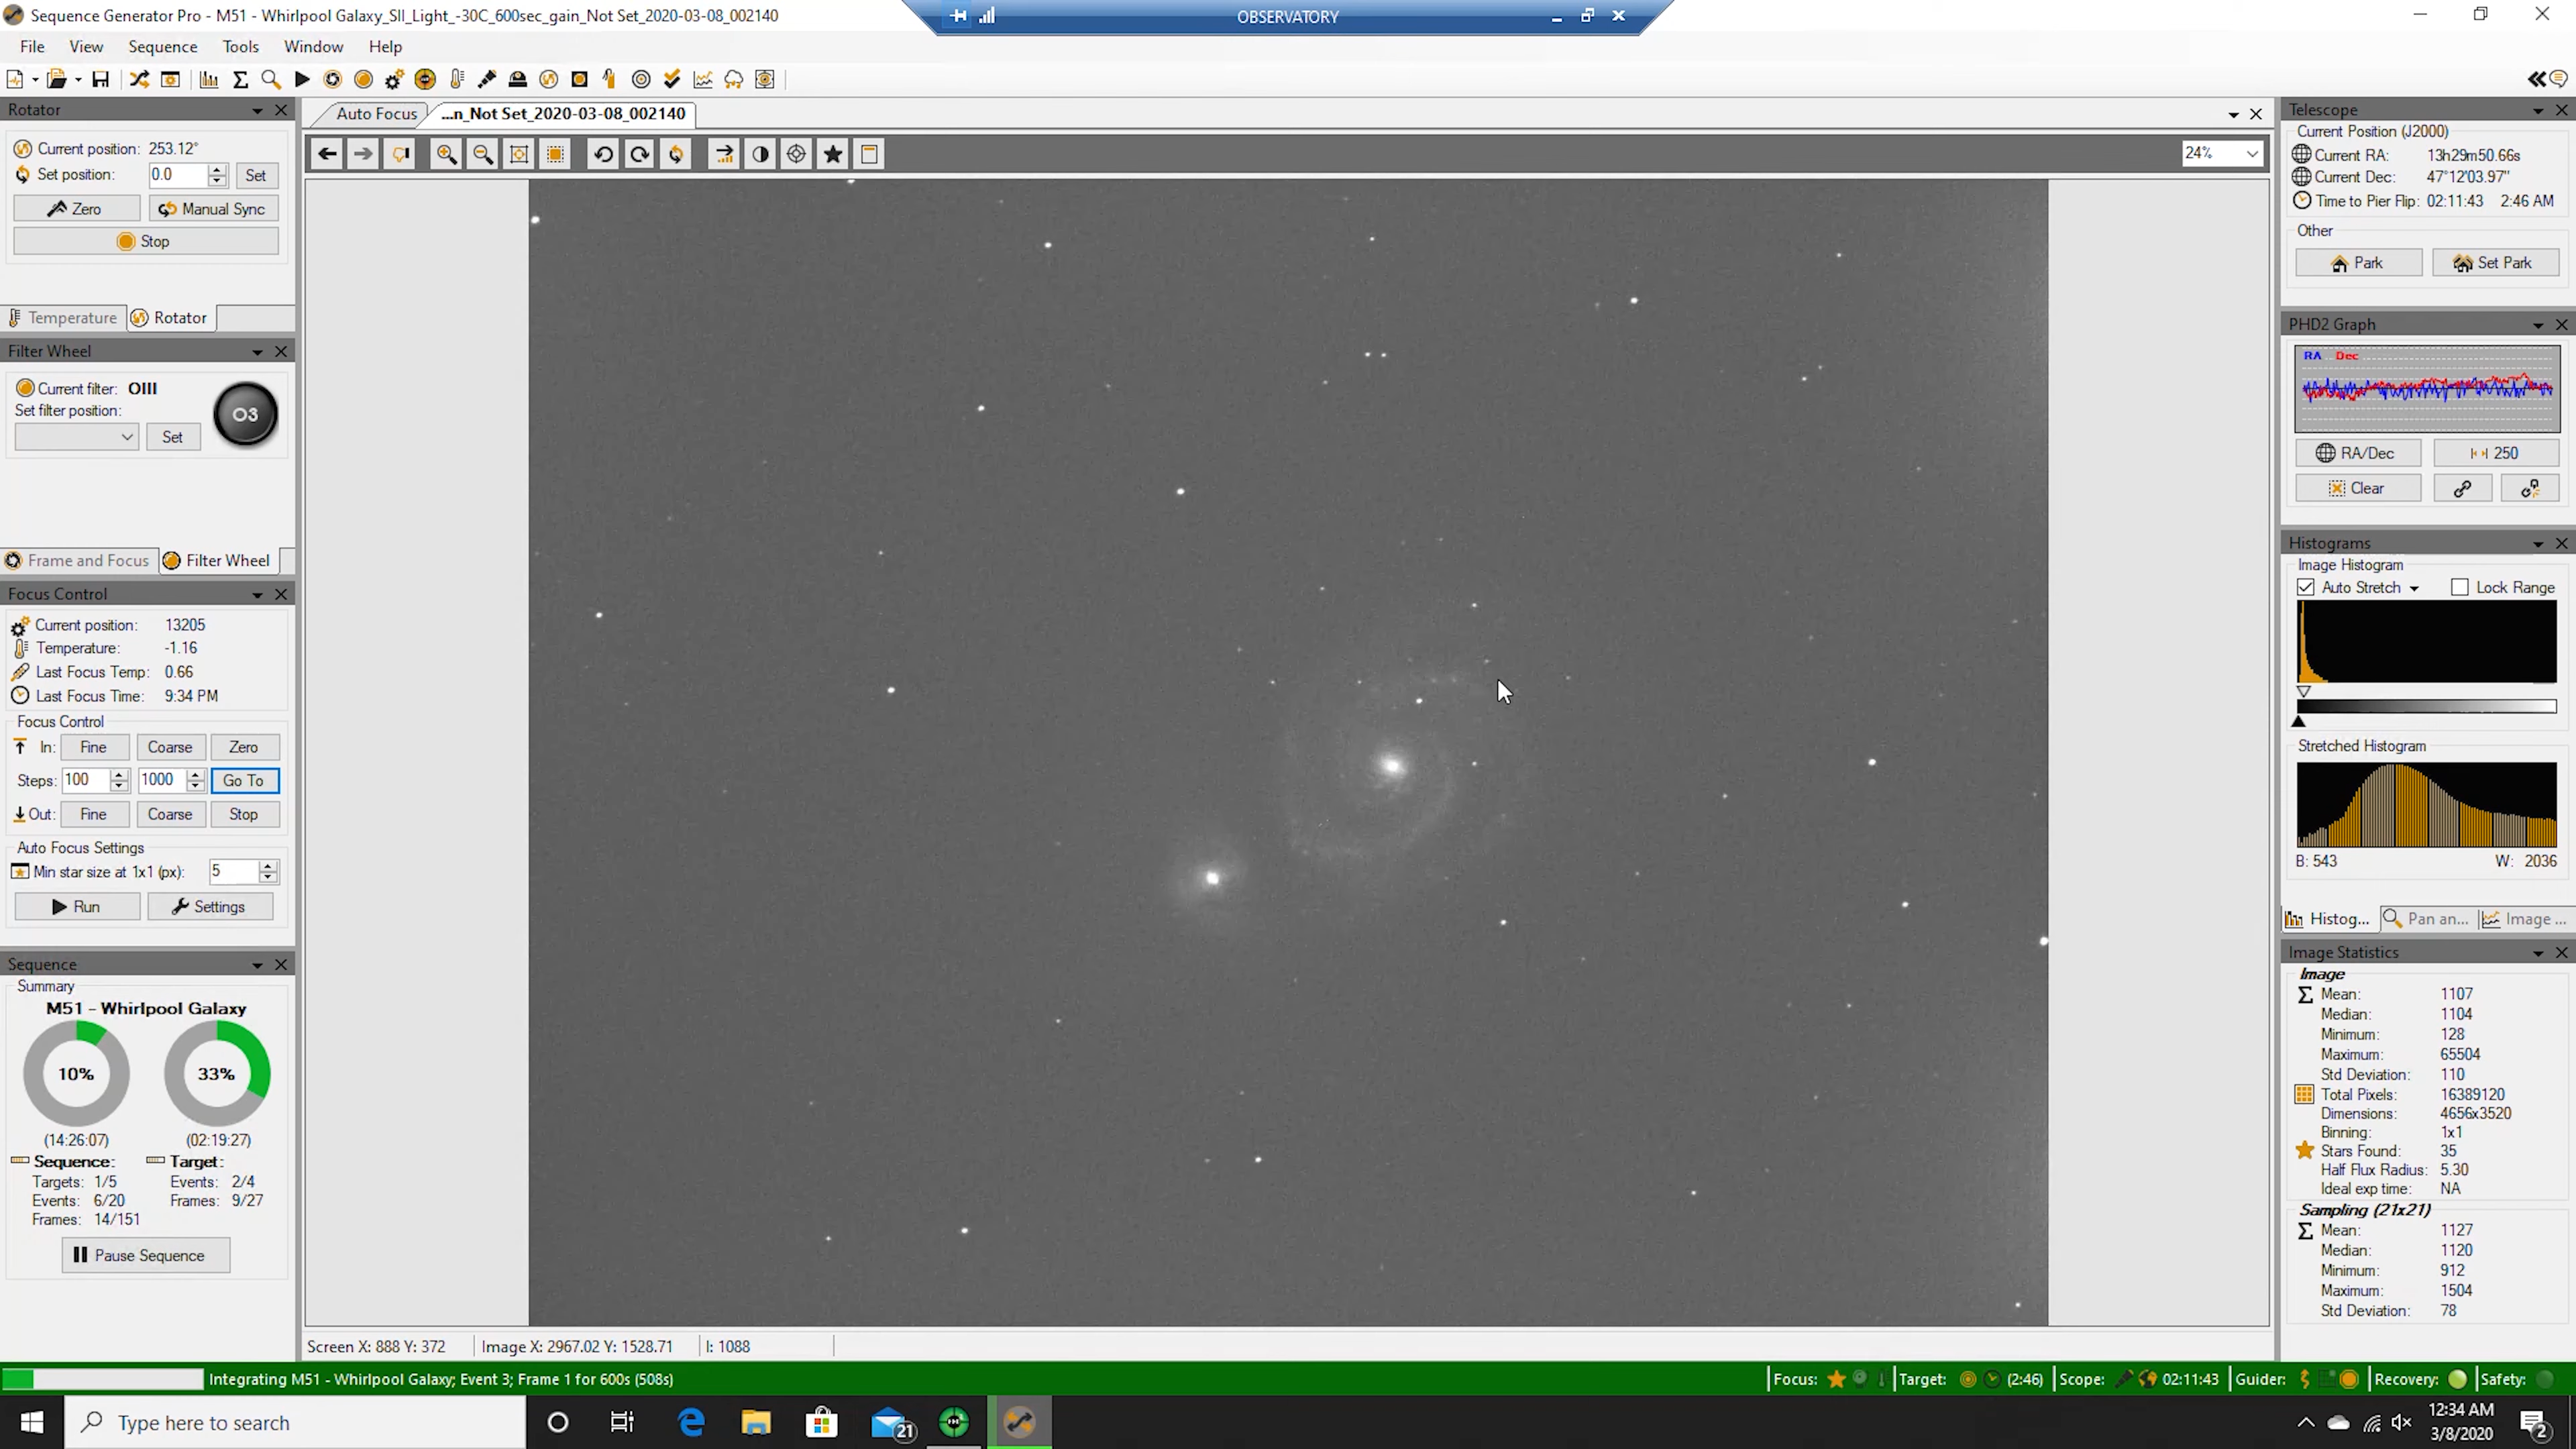 Sequence Generator Pro - M51 - Whirlpool Galaxy_SII_Light_-30C_600sec_gain_Not Set_2020-03-08_002140
OBSERVATORY
File View Sequence Tools Window Help
Rotator
Current position: 253.12°
Set position: 0.0 Set
Zero Manual Sync
Stop
Temperature Rotator
Filter Wheel
Current filter: OIII
Set filter position:
O3
Set
Frame and Focus Filter Wheel
Focus Control
Current position: 13205
Temperature: -1.16
Last Focus Temp: 0.66
Last Focus Time: 9:34 PM
Focus Control
In: Fine Coarse Zero
Steps: 100 1000 Go To
Out: Fine Coarse Stop
Auto Focus Settings
Min star size at 1x1 (px): 5
Run Settings
Sequence
Summary
M51 - Whirlpool Galaxy
10% 33%
(14:26:07) (02:19:27)
Sequence: Target:
Targets: 1/5 Events: 2/4
Events: 6/20 Frames: 9/27
Frames: 14/151
Pause Sequence
Auto Focus ...n_Not Set_2020-03-08_002140
24%
Screen X: 888 Y: 372 Image X: 2967.02 Y: 1528.71 I: 1088
Telescope
Current Position (J2000)
Current RA: 13h29m50.66s
Current Dec: 47°12'03.97"
Time to Pier Flip: 02:11:43 2:46 AM
Other
Park Set Park
PHD2 Graph
RA Dec
RA/Dec 250
Clear
Histograms
Image Histogram
Auto Stretch Lock Range
Stretched Histogram
B: 543 W: 2036
Histog... Pan an... Image ...
Image Statistics
Image
Mean: 1107
Median: 1104
Minimum: 128
Maximum: 65504
Std Deviation: 110
Total Pixels: 16389120
Dimensions: 4656x3520
Binning: 1x1
Stars Found: 35
Half Flux Radius: 5.30
Ideal exp time: NA
Sampling (21x21)
Mean: 1127
Median: 1120
Minimum: 912
Maximum: 1504
Std Deviation: 78
Integrating M51 - Whirlpool Galaxy; Event 3; Frame 1 for 600s (508s)
Focus: Target: (2:46) Scope: 02:11:43 Guider: Recovery: Safety:
Type here to search
21
12:34 AM
3/8/2020
2